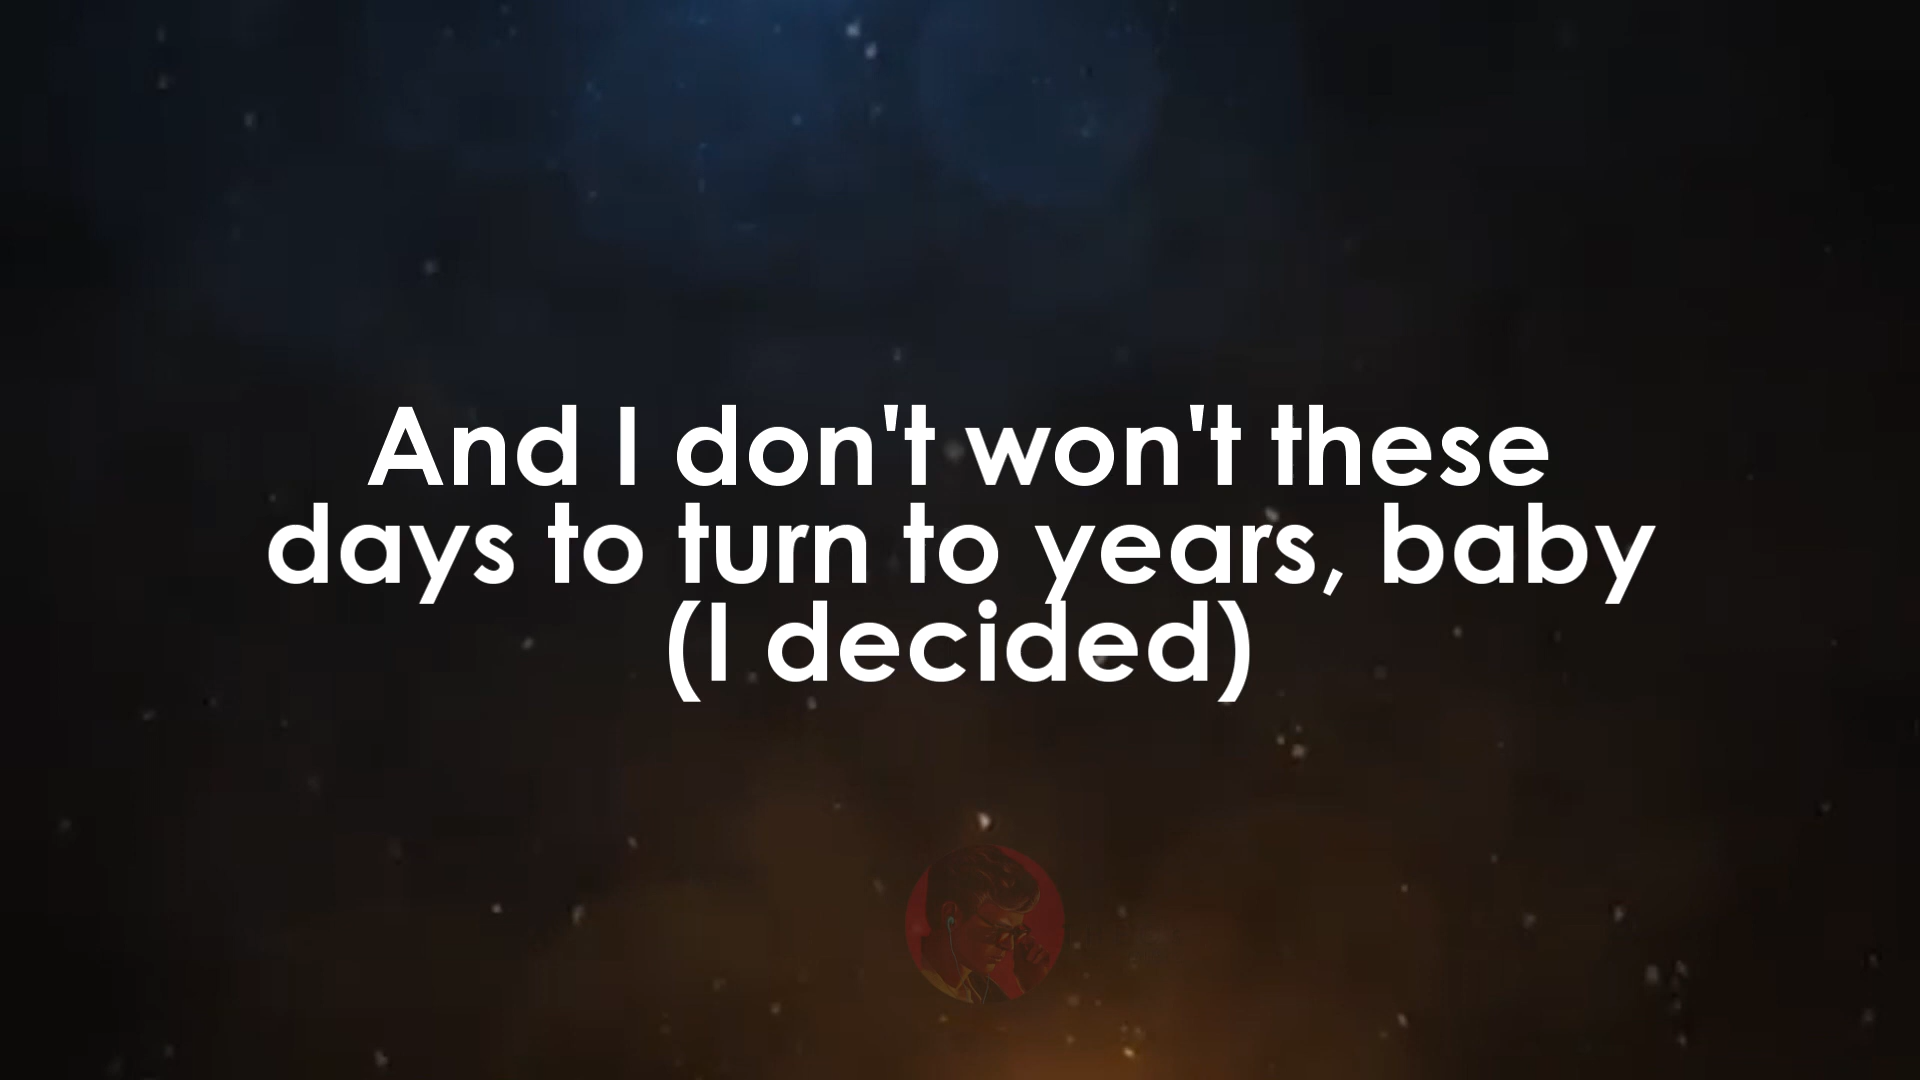 And I don't won't these
days to turn to years, baby
(I decided)